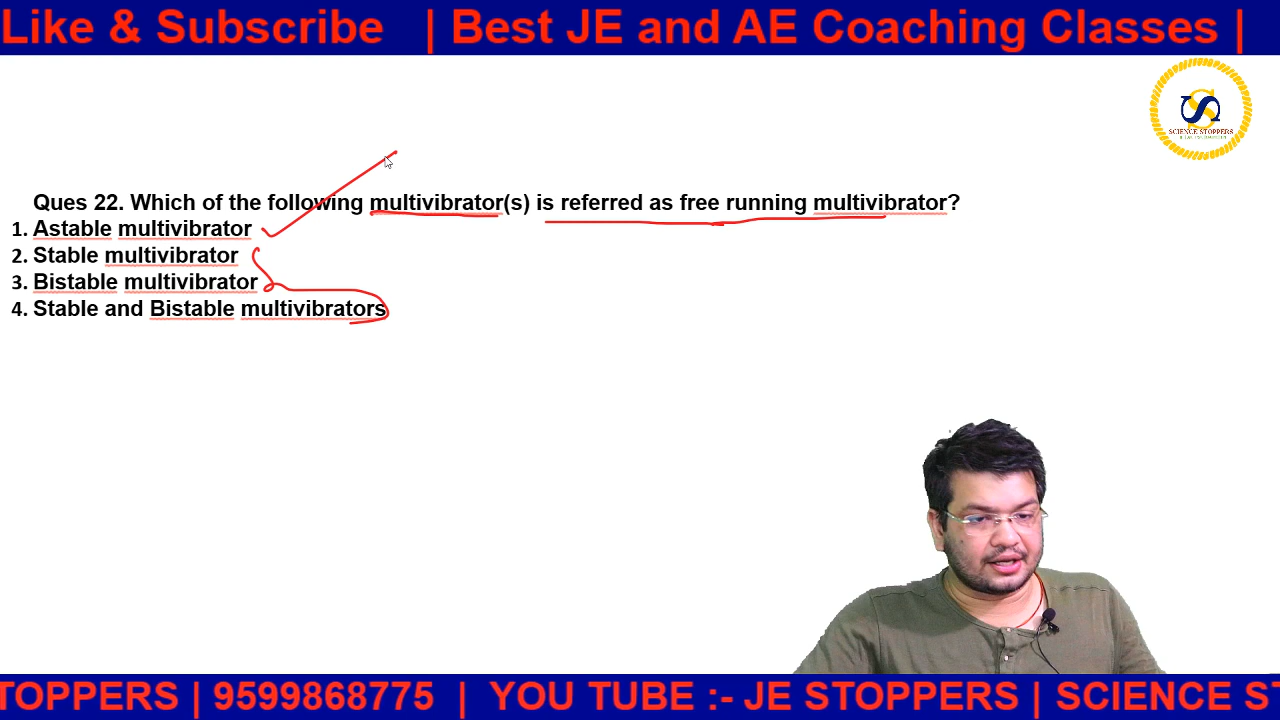 Like & Subscribe | Best JE and AE Coaching Classes |
SCIENCE STOPPERS
Ques 22. Which of the following multivibrator(s) is referred as free running multivibrator?
1. Astable multivibrator
2. Stable multivibrator
3. Bistable multivibrator
4. Stable and Bistable multivibrators
TOPPERS | 9599868775 | YOU TUBE :- JE STOPPERS | SCIENCE ST